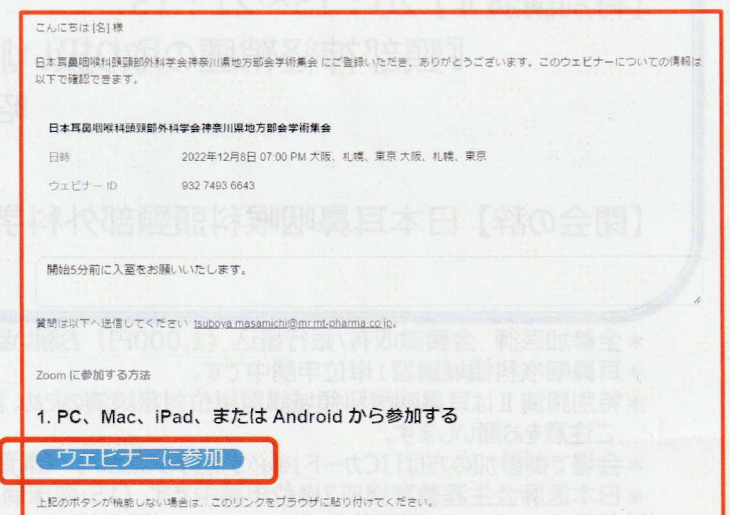 こんにちは [名] 様
日本耳鼻咽喉科頭頸部外科学会神奈川県地方部会学術集会 にご登録いただき、ありがとうございます。このウェビナーについての情報は
以下で確認できます。
日本耳鼻咽喉科頭頸部外科学会神奈川県地方部会学術集会
日時 2022年12月8日 07:00 PM 大阪、札幌、東京 大阪、札幌、東京
ウェビナー ID 932 7493 6643
開始5分前に入室をお願いいたします。
質問は以下へ送信してください tsuboya.masamichi@mr.mt-pharma.co.jp。
Zoom に参加する方法
1. PC、Mac、iPad、または Android から参加する
ウェビナーに参加
上記のボタンが機能しない場合は、このリンクをブラウザに貼り付けてください。